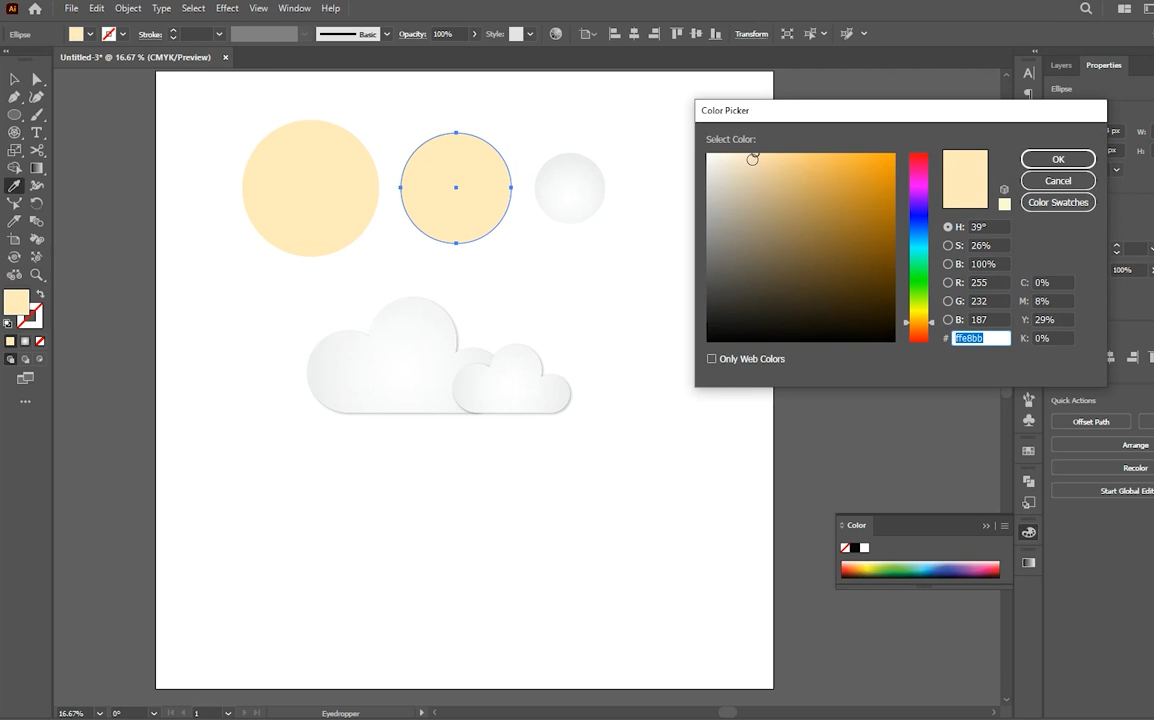 Ai File Edit Object Type Select Effect View Window Help
Ellipse Stroke: Basic Opacity: 100% Style: Transform
Untitled-3* @ 16.67 % (CMYK/Preview) ×
Layers Properties
Ellipse
W:
px H:
Color Picker
Select Color:
OK
Cancel
Color Swatches
H: 39°
S: 26%
B: 100%
R: 255 C: 0%
G: 232 M: 8%
B: 187 Y: 29%
# ffe8bb K: 0%
Only Web Colors
100%
Quick Actions
Offset Path
Arrange
Recolor
Start Global Edit
Color
16.67% 0° 1 Eyedropper